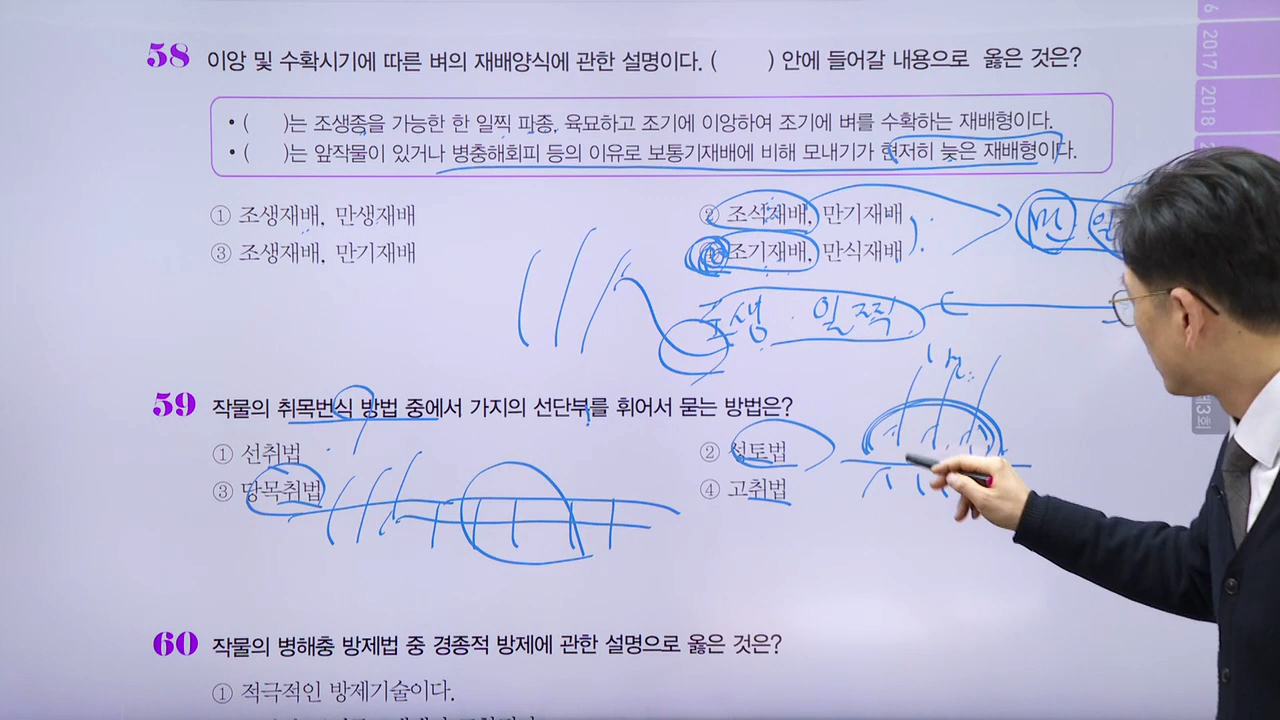 6
2017
2018
2
58 이앙 및 수확시기에 따른 벼의 재배양식에 관한 설명이다. ( ) 안에 들어갈 내용으로 옳은 것은?
• ( )는 조생종을 가능한 한 일찍 파종, 육묘하고 조기에 이앙하여 조기에 벼를 수확하는 재배형이다.
• ( )는 앞작물이 있거나 병충해회피 등의 이유로 보통기재배에 비해 모내기가 현저히 늦은 재배형이다.
① 조생재배, 만생재배
② 조식재배, 만기재배
③ 조생재배, 만기재배
④ 조기재배, 만식재배
만
조생. 일찍
제3회
59 작물의 취목번식 방법 중에서 가지의 선단부를 휘어서 묻는 방법은?
① 선취법
② 성토법
③ 당목취법
④ 고취법
60 작물의 병해충 방제법 중 경종적 방제에 관한 설명으로 옳은 것은?
① 적극적인 방제기술이다.